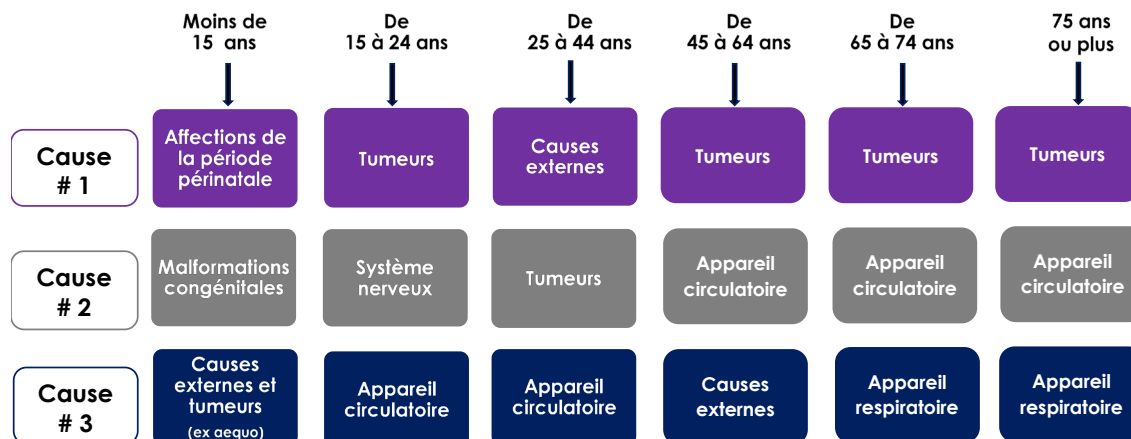 Moins de
15 ans
De
15 à 24 ans
De
25 à 44 ans
De
45 à 64 ans
De
65 à 74 ans
75 ans
ou plus
Cause
# 1
Affections de
la période
périnatale
Tumeurs
Causes
externes
Tumeurs
Tumeurs
Tumeurs
Cause
# 2
Malformations
congénitales
Système
nerveux
Tumeurs
Appareil
circulatoire
Appareil
circulatoire
Appareil
circulatoire
Cause
# 3
Causes
externes et
tumeurs
(ex aequo)
Appareil
circulatoire
Appareil
circulatoire
Causes
externes
Appareil
respiratoire
Appareil
respiratoire